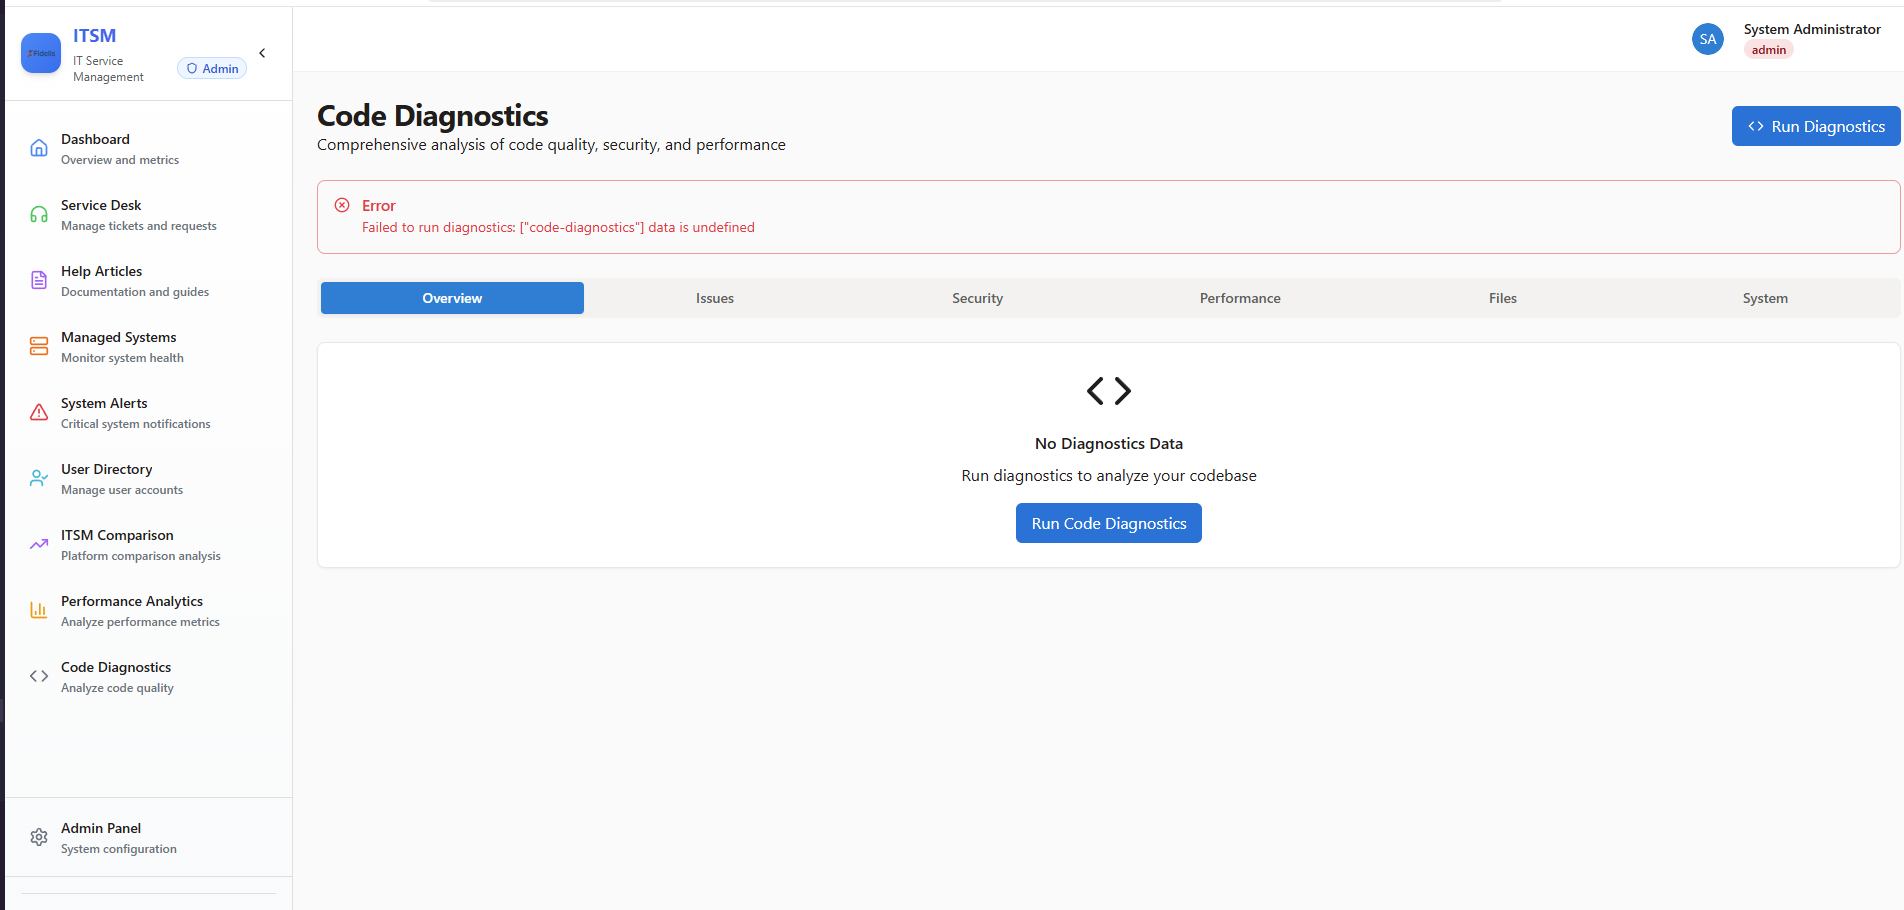 Fidelis
ITSM
IT Service
Management
Admin
SA
System Administrator
admin
Dashboard
Overview and metrics
Service Desk
Manage tickets and requests
Help Articles
Documentation and guides
Managed Systems
Monitor system health
System Alerts
Critical system notifications
User Directory
Manage user accounts
ITSM Comparison
Platform comparison analysis
Performance Analytics
Analyze performance metrics
Code Diagnostics
Analyze code quality
Admin Panel
System configuration
Code Diagnostics
Comprehensive analysis of code quality, security, and performance
Run Diagnostics
Error
Failed to run diagnostics: ["code-diagnostics"] data is undefined
Overview
Issues
Security
Performance
Files
System
No Diagnostics Data
Run diagnostics to analyze your codebase
Run Code Diagnostics